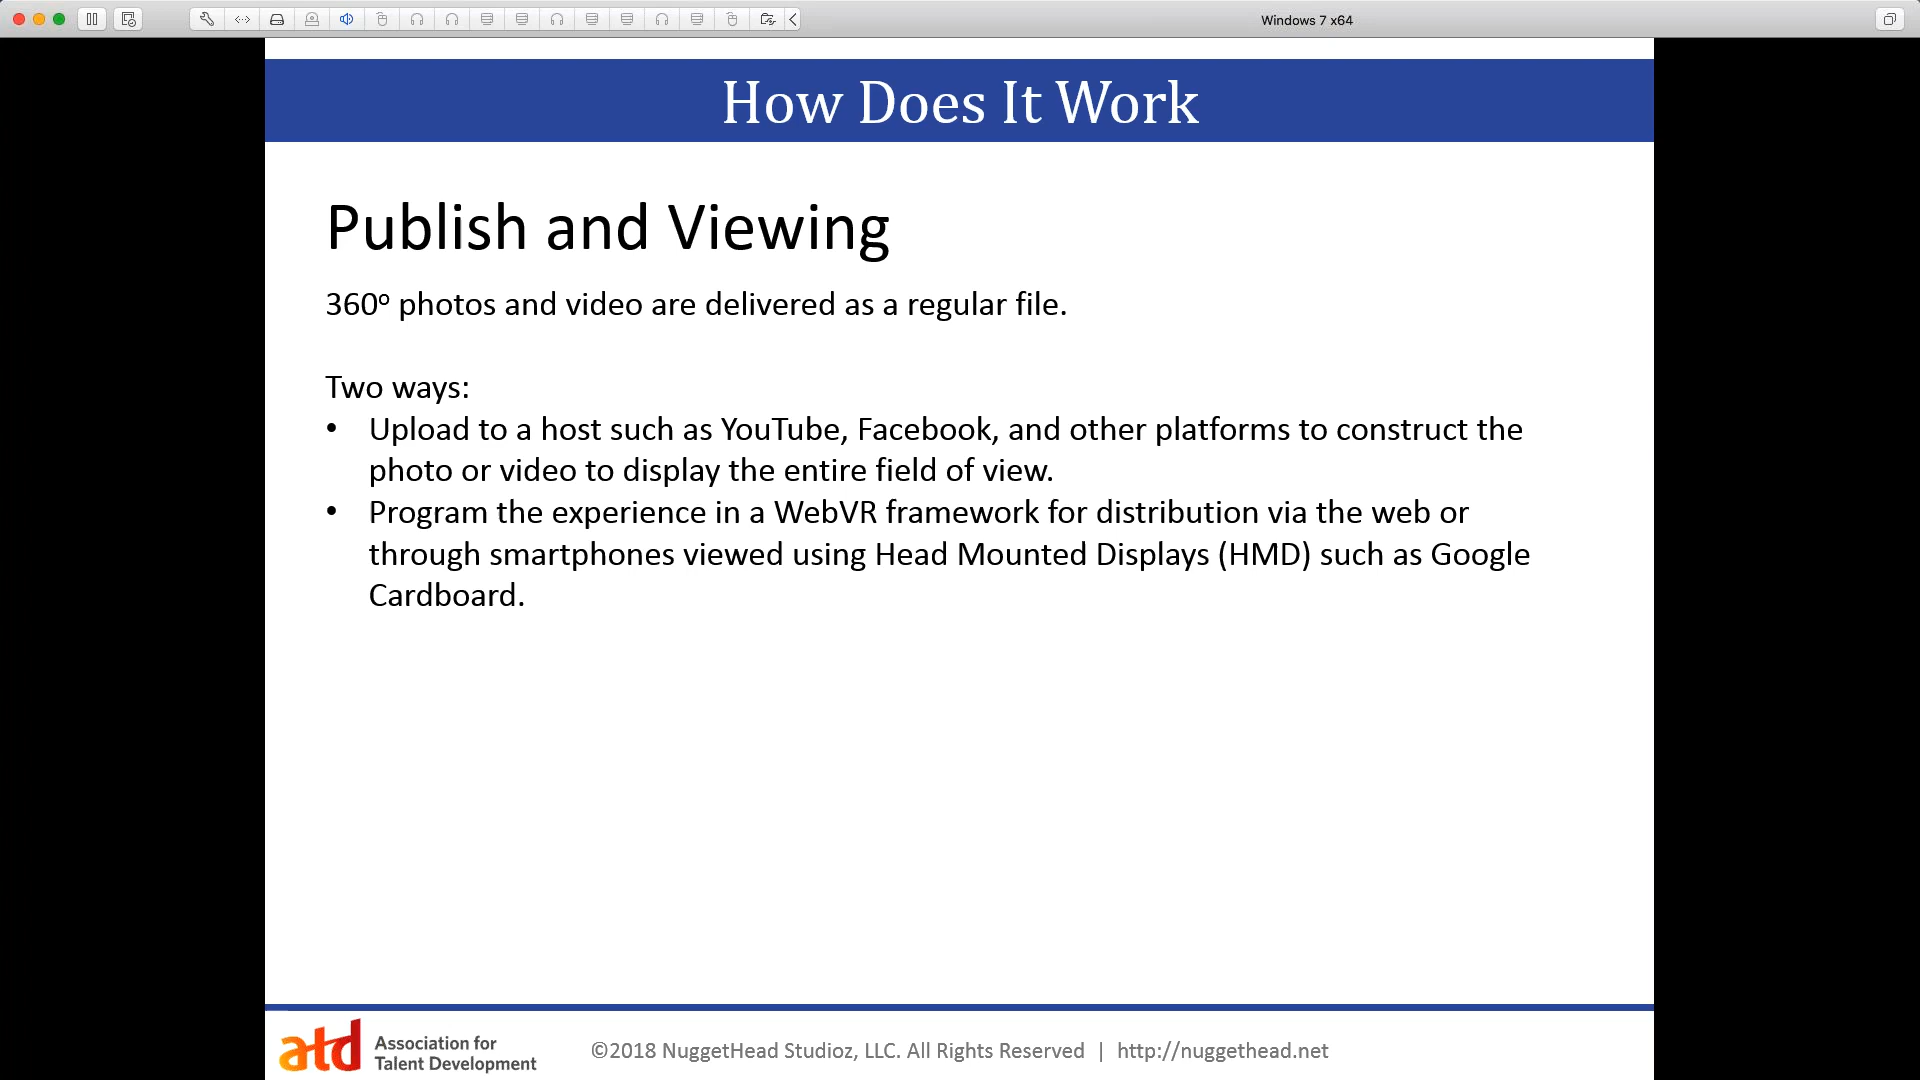 Windows 7 x64
How Does It Work
Publish and Viewing
360º photos and video are delivered as a regular file.
Two ways:
• Upload to a host such as YouTube, Facebook, and other platforms to construct the
photo or video to display the entire field of view.
• Program the experience in a WebVR framework for distribution via the web or
through smartphones viewed using Head Mounted Displays (HMD) such as Google
Cardboard.
atd Association for
Talent Development
©2018 NuggetHead Studioz, LLC. All Rights Reserved | http://nuggethead.net